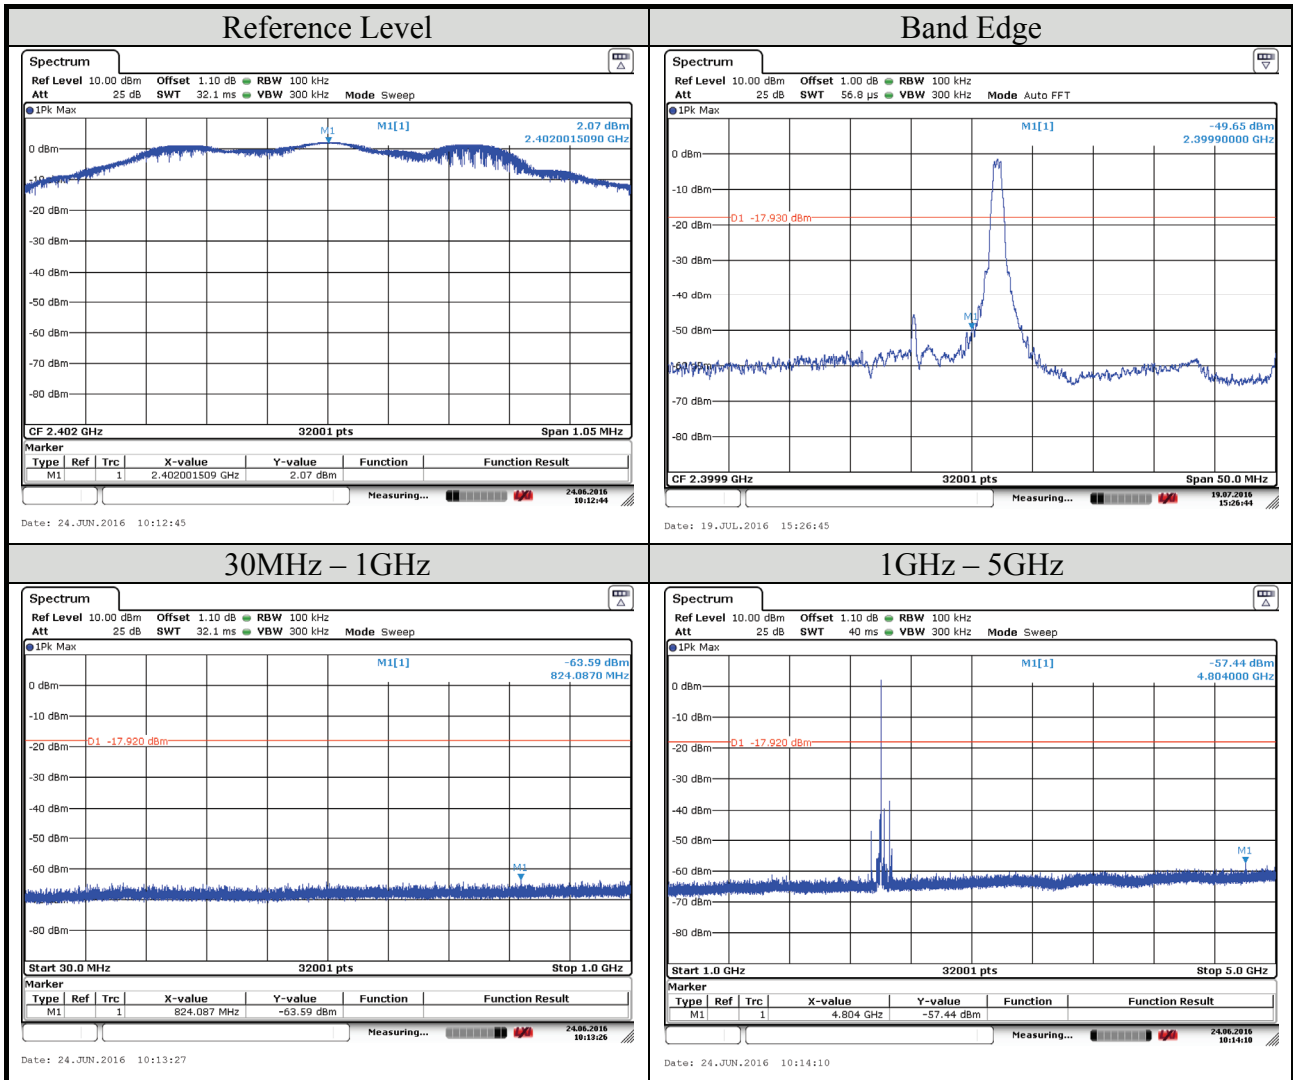 Reference Level
Spectrum
Ref Level 10.00 dBm Offset 1.10 dB RBW 100 kHz
Att 25 dB SWT 32.1 ms VBW 300 kHz Mode Sweep
1Pk Max
M1[1] 2.07 dBm
2.4020015090 GHz
M1
0 dBm
-10 dBm
-20 dBm
-30 dBm
-40 dBm
-50 dBm
-60 dBm
-70 dBm
-80 dBm
CF 2.402 GHz 32001 pts Span 1.05 MHz
Marker
Type Ref Trc X-value Y-value Function Function Result
M1 1 2.402001509 GHz 2.07 dBm
Measuring... 24.06.2016
10:12:44
Date: 24.JUN.2016 10:12:45
Band Edge
Spectrum
Ref Level 10.00 dBm Offset 1.00 dB RBW 100 kHz
Att 25 dB SWT 56.8 µs VBW 300 kHz Mode Auto FFT
1Pk Max
M1[1] -49.65 dBm
2.39990000 GHz
0 dBm
-10 dBm
D1 -17.930 dBm
-20 dBm
-30 dBm
-40 dBm
M1
-50 dBm
-60 dBm
-70 dBm
-80 dBm
CF 2.3999 GHz 32001 pts Span 50.0 MHz
Measuring... 19.07.2016
15:26:44
Date: 19.JUL.2016 15:26:45
30MHz – 1GHz
Spectrum
Ref Level 10.00 dBm Offset 1.10 dB RBW 100 kHz
Att 25 dB SWT 32.1 ms VBW 300 kHz Mode Sweep
1Pk Max
M1[1] -63.59 dBm
824.0870 MHz
0 dBm
-10 dBm
D1 -17.920 dBm
-20 dBm
-30 dBm
-40 dBm
-50 dBm
M1
-60 dBm
-70 dBm
-80 dBm
Start 30.0 MHz 32001 pts Stop 1.0 GHz
Marker
Type Ref Trc X-value Y-value Function Function Result
M1 1 824.087 MHz -63.59 dBm
Measuring... 24.06.2016
10:13:26
Date: 24.JUN.2016 10:13:27
1GHz – 5GHz
Spectrum
Ref Level 10.00 dBm Offset 1.10 dB RBW 100 kHz
Att 25 dB SWT 40 ms VBW 300 kHz Mode Sweep
1Pk Max
M1[1] -57.44 dBm
4.804000 GHz
0 dBm
-10 dBm
D1 -17.920 dBm
-20 dBm
-30 dBm
-40 dBm
-50 dBm
M1
-60 dBm
-70 dBm
-80 dBm
Start 1.0 GHz 32001 pts Stop 5.0 GHz
Marker
Type Ref Trc X-value Y-value Function Function Result
M1 1 4.804 GHz -57.44 dBm
Measuring... 24.06.2016
10:14:10
Date: 24.JUN.2016 10:14:10